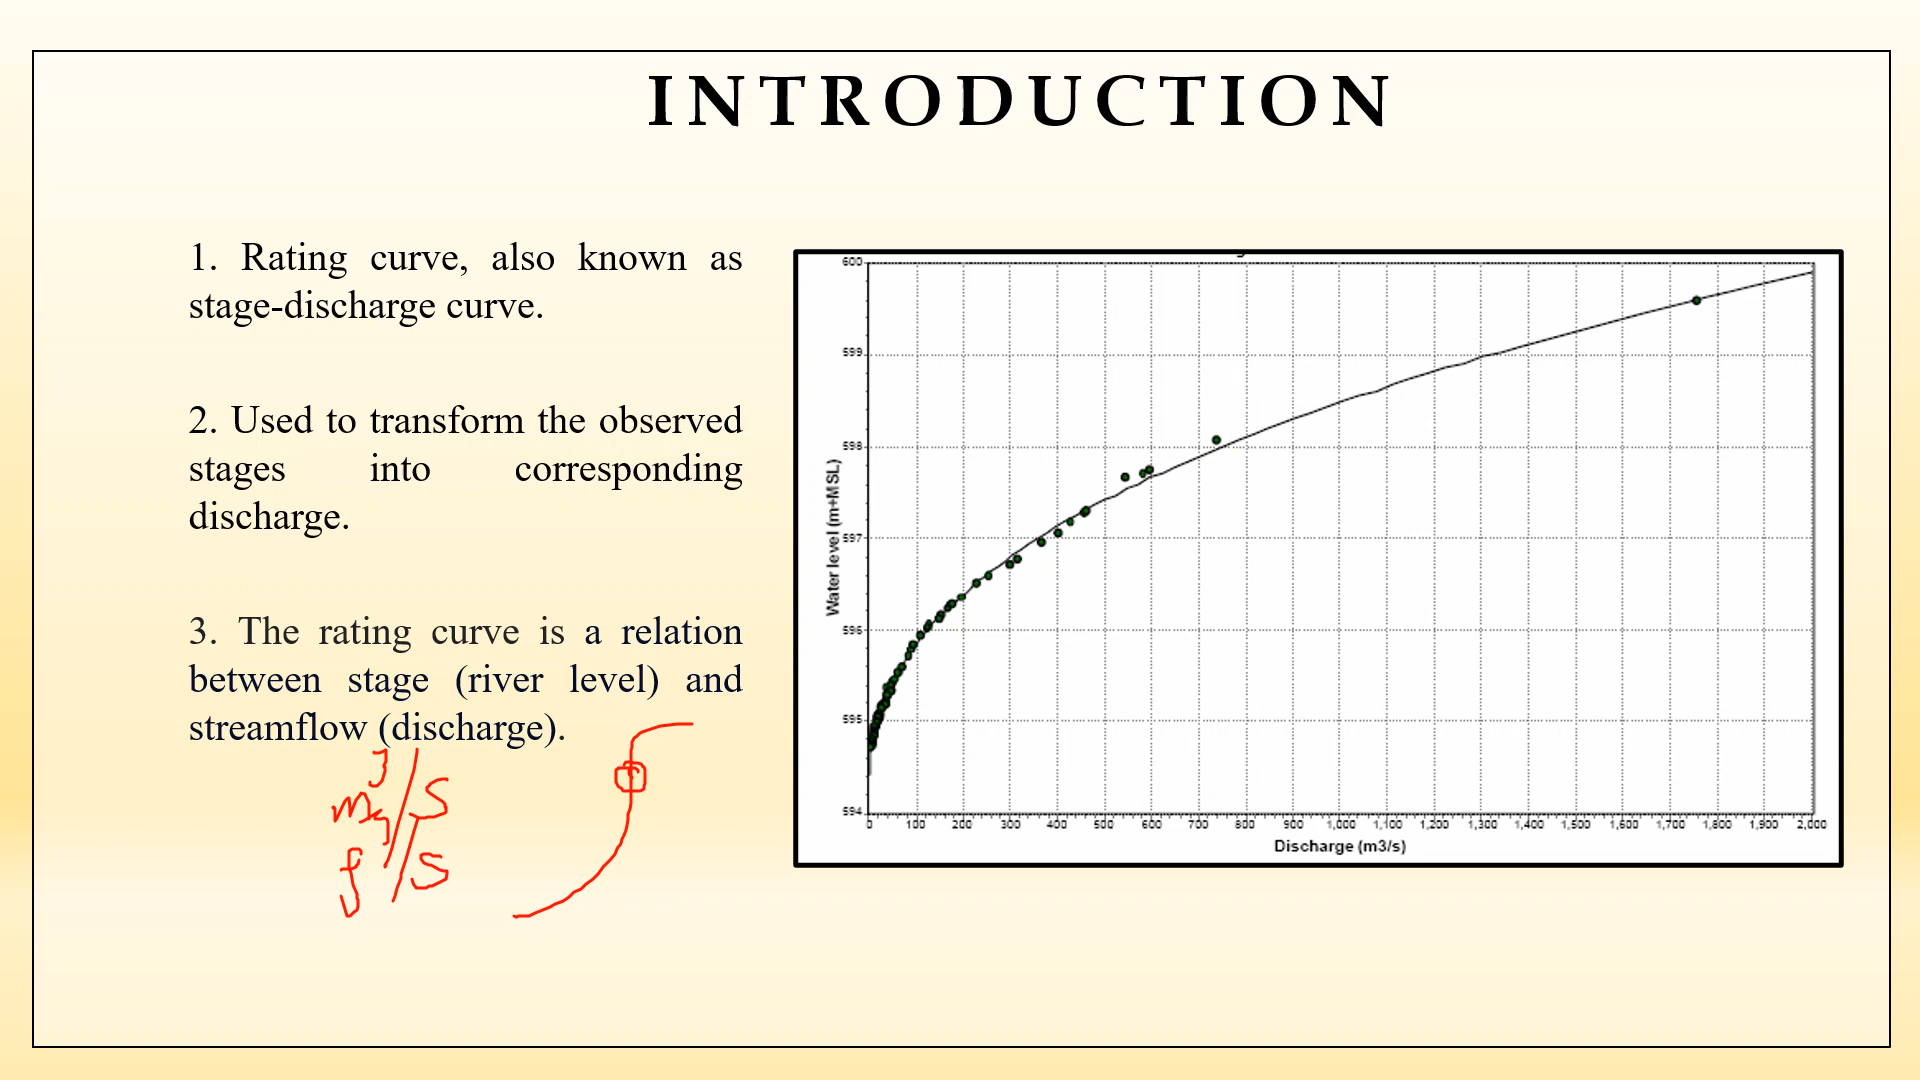 INTRODUCTION
1. Rating curve, also known as
stage-discharge curve.
2. Used to transform the observed
stages into corresponding
discharge.
3. The rating curve is a relation
between stage (river level) and
streamflow (discharge).
m3/s
f3/s
600
599
598
597
596
595
594
Water level (m+MSL)
0 100 200 300 400 500 600 700 800 900 1,000 1,100 1,200 1,300 1,400 1,500 1,600 1,700 1,800 1,900 2,000
Discharge (m3/s)